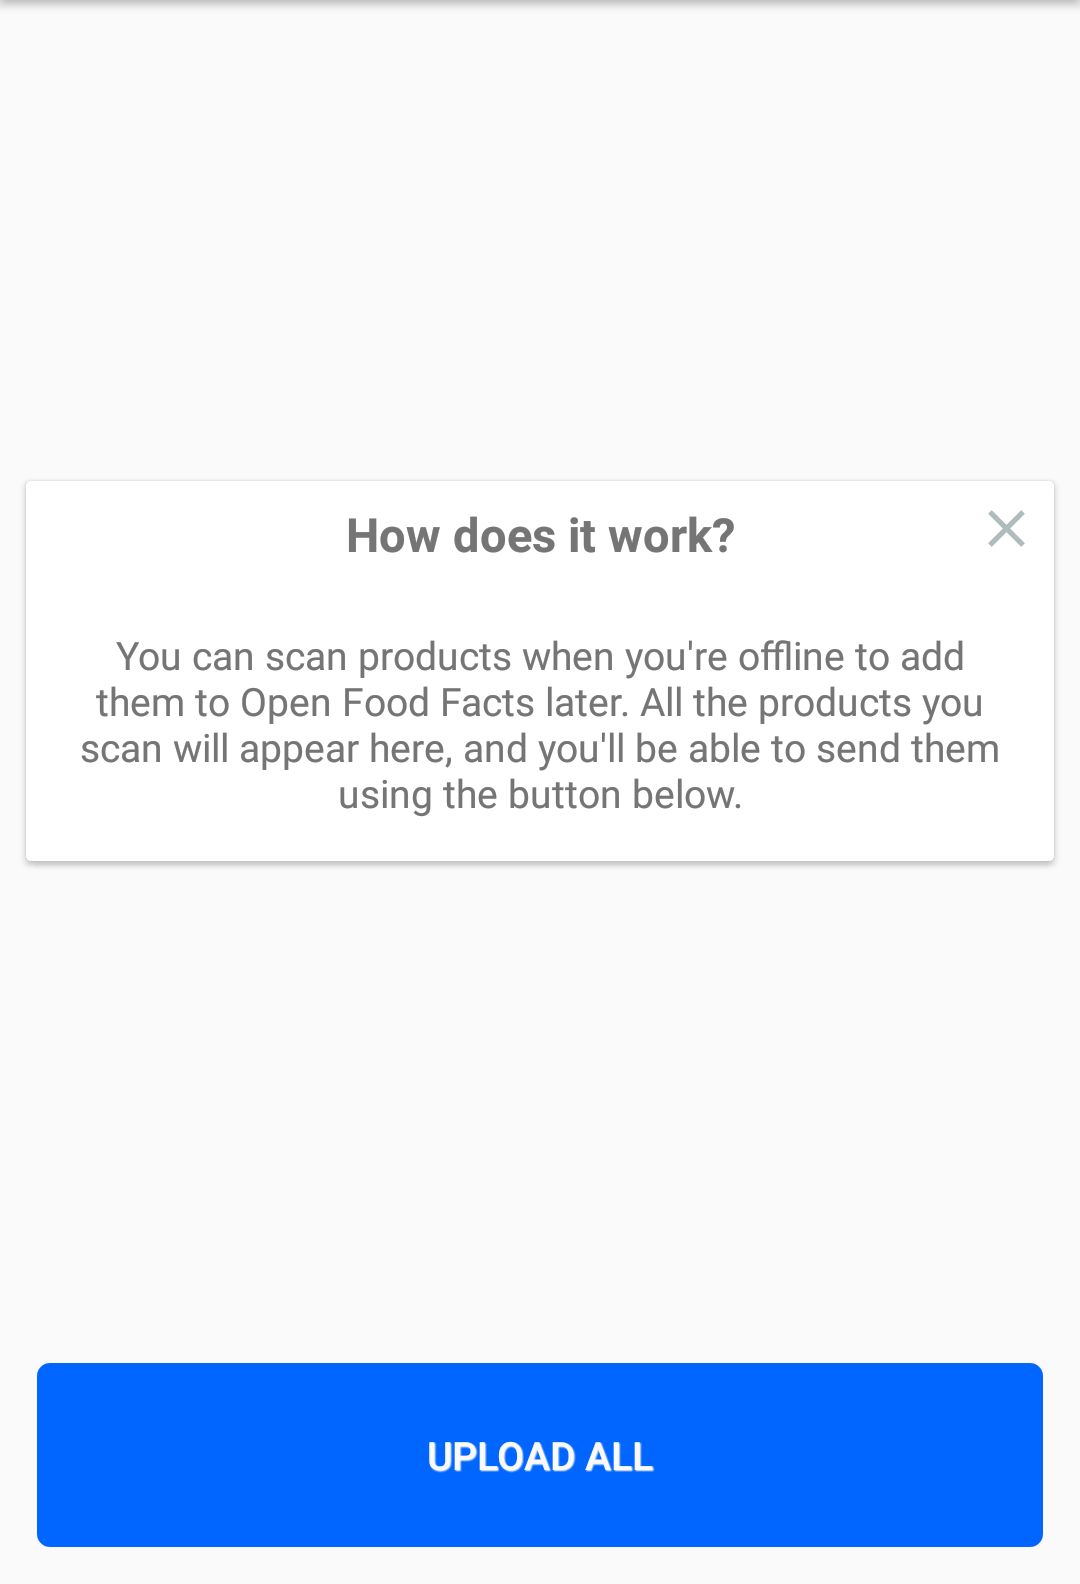 How does it work?
You can scan products when you're offline to add
them to Open Food Facts later. All the products you
scan will appear here, and you'll be able to send them
using the button below.
UPLOAD ALL